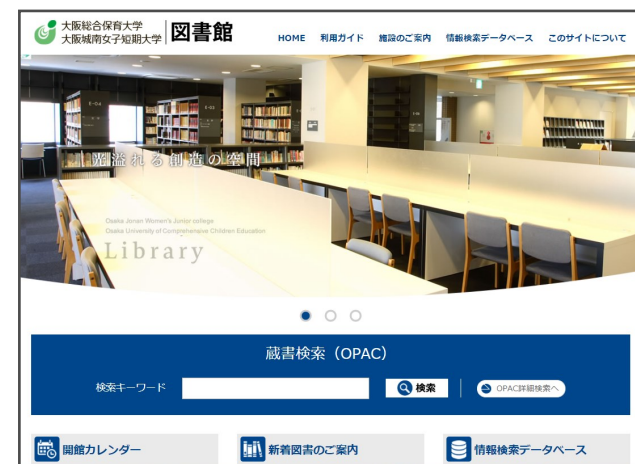 大阪総合保育大学
大阪城南女子短期大学
図書館
HOME 利用ガイド 施設のご案内 情報検索データベース このサイトについて
E-04
E-03
光溢れる創造の空間
Osaka Jonan Women's Junior college
Osaka University of Comprehensive Children Education
Library
蔵書検索（OPAC）
検索キーワード 検索 OPAC詳細検索へ
開館カレンダー 新着図書のご案内 情報検索データベース